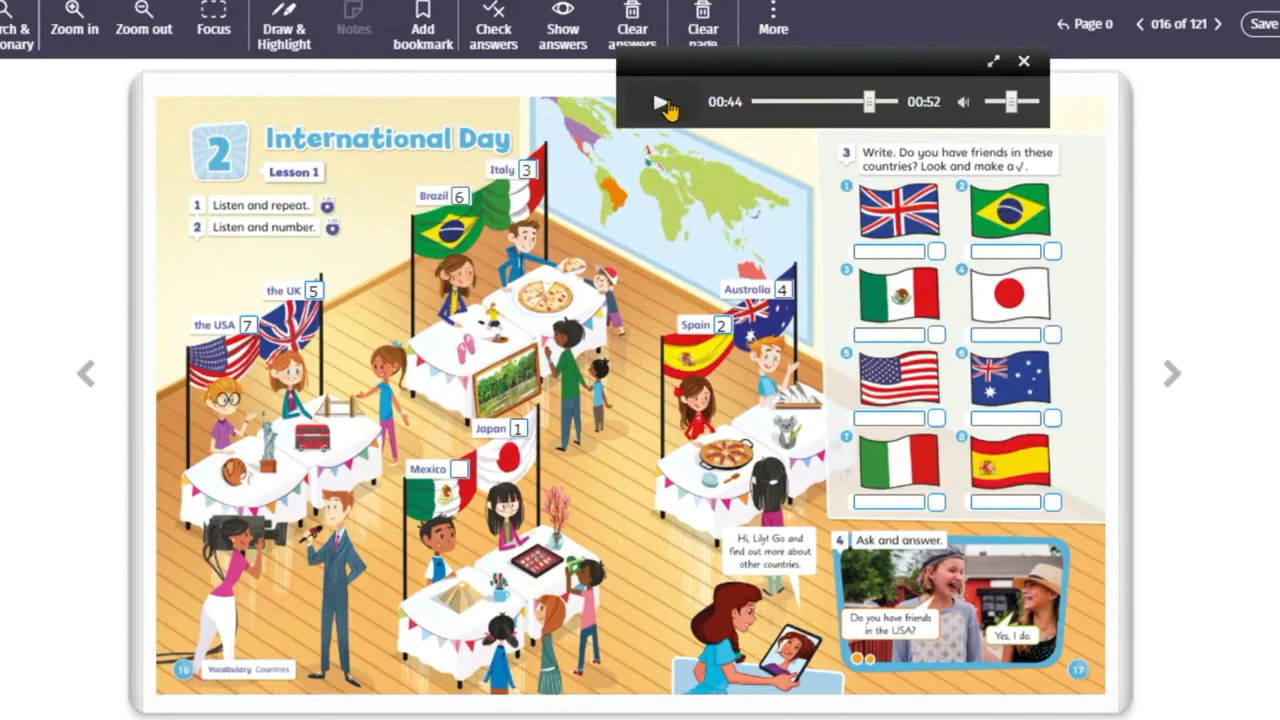 rch &
onary
Zoom in
Zoom out
Focus
Draw &
Highlight
Notes
Add
bookmark
Check
answers
Show
answers
Clear
answers
Clear
page
More
Page 0
016 of 121
Save
00:44
00:52
2
International Day
Lesson 1
1 Listen and repeat.
2 Listen and number.
Italy 3
Brazil 6
the UK 5
the USA 7
Australia 4
Spain 2
Japan 1
Mexico
3 Write. Do you have friends in these
countries? Look and make a √.
1
2
3
4
5
6
7
8
Hi, Lily! Go and
find out more about
other countries.
4 Ask and answer.
Do you have friends
in the USA?
Yes, I do.
16
Vocabulary Countries
17